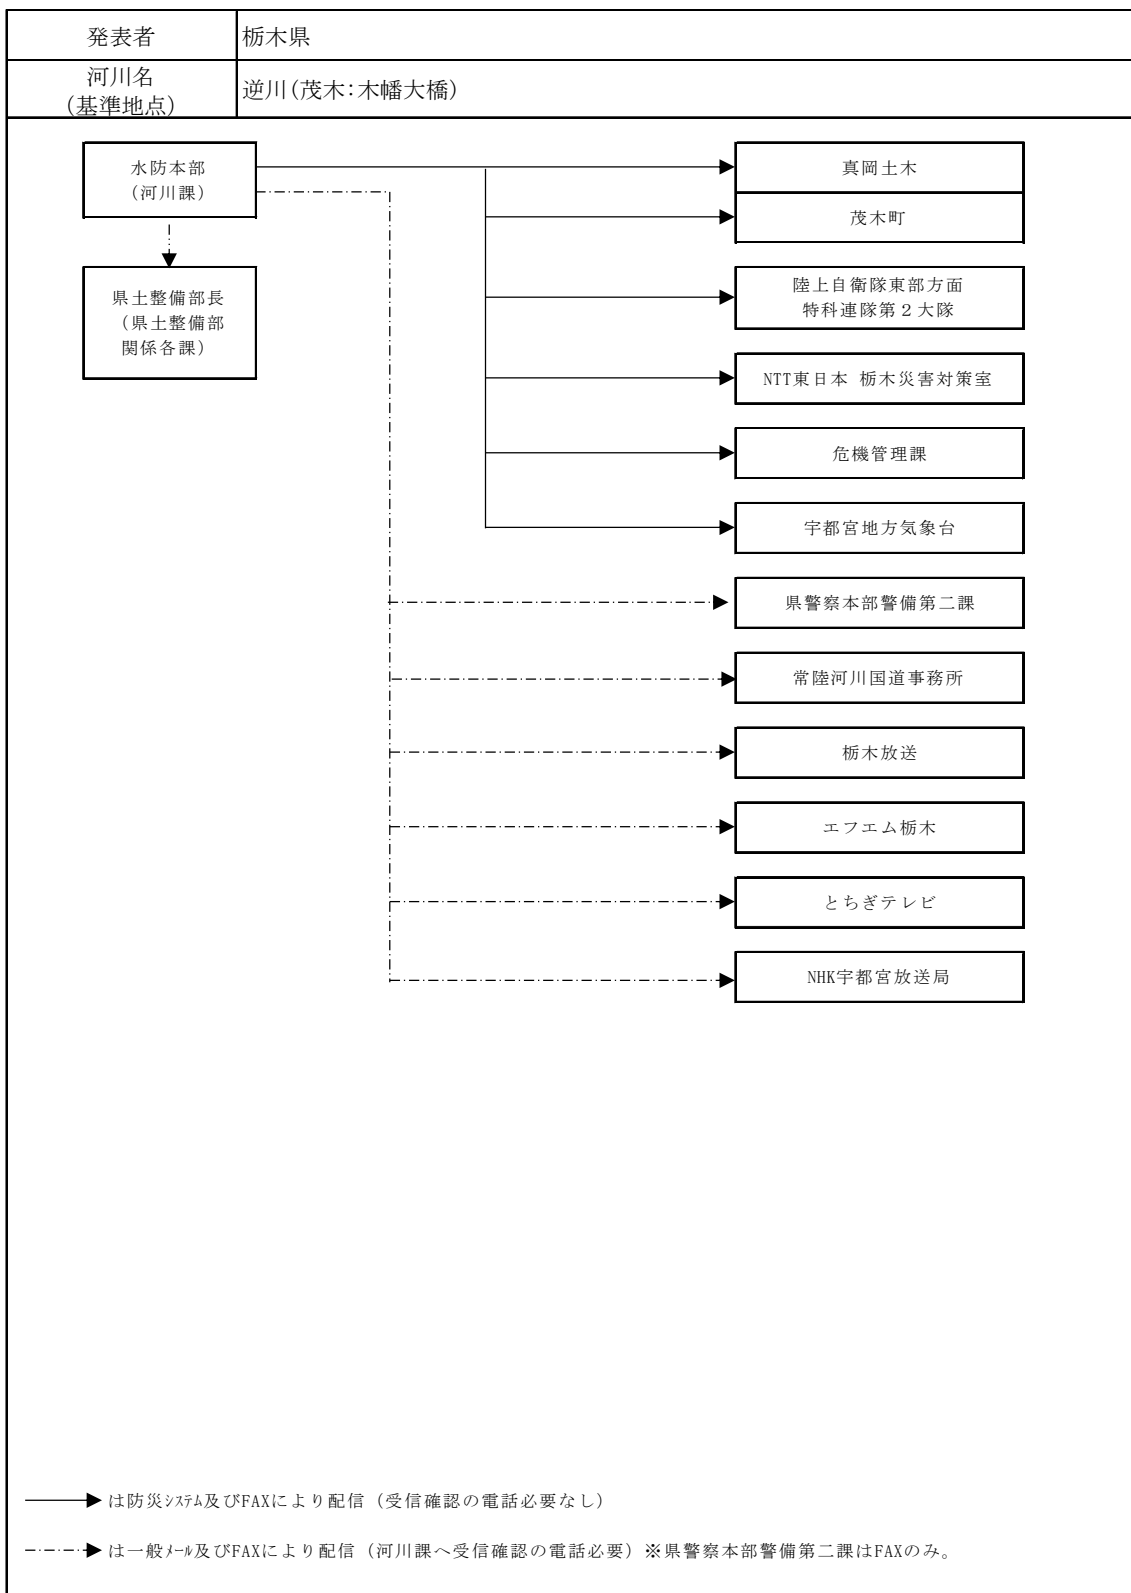 発表者
栃木県
河川名
(基準地点)
逆川(茂木:木幡大橋)
水防本部
（河川課）
県土整備部長
（県土整備部
関係各課）
真岡土木
茂木町
陸上自衛隊東部方面
特科連隊第２大隊
NTT東日本 栃木災害対策室
危機管理課
宇都宮地方気象台
県警察本部警備第二課
常陸河川国道事務所
栃木放送
エフエム栃木
とちぎテレビ
NHK宇都宮放送局
は防災ｼｽﾃﾑ及びFAXにより配信（受信確認の電話必要なし）
は一般ﾒｰﾙ及びFAXにより配信（河川課へ受信確認の電話必要）※県警察本部警備第二課はFAXのみ。